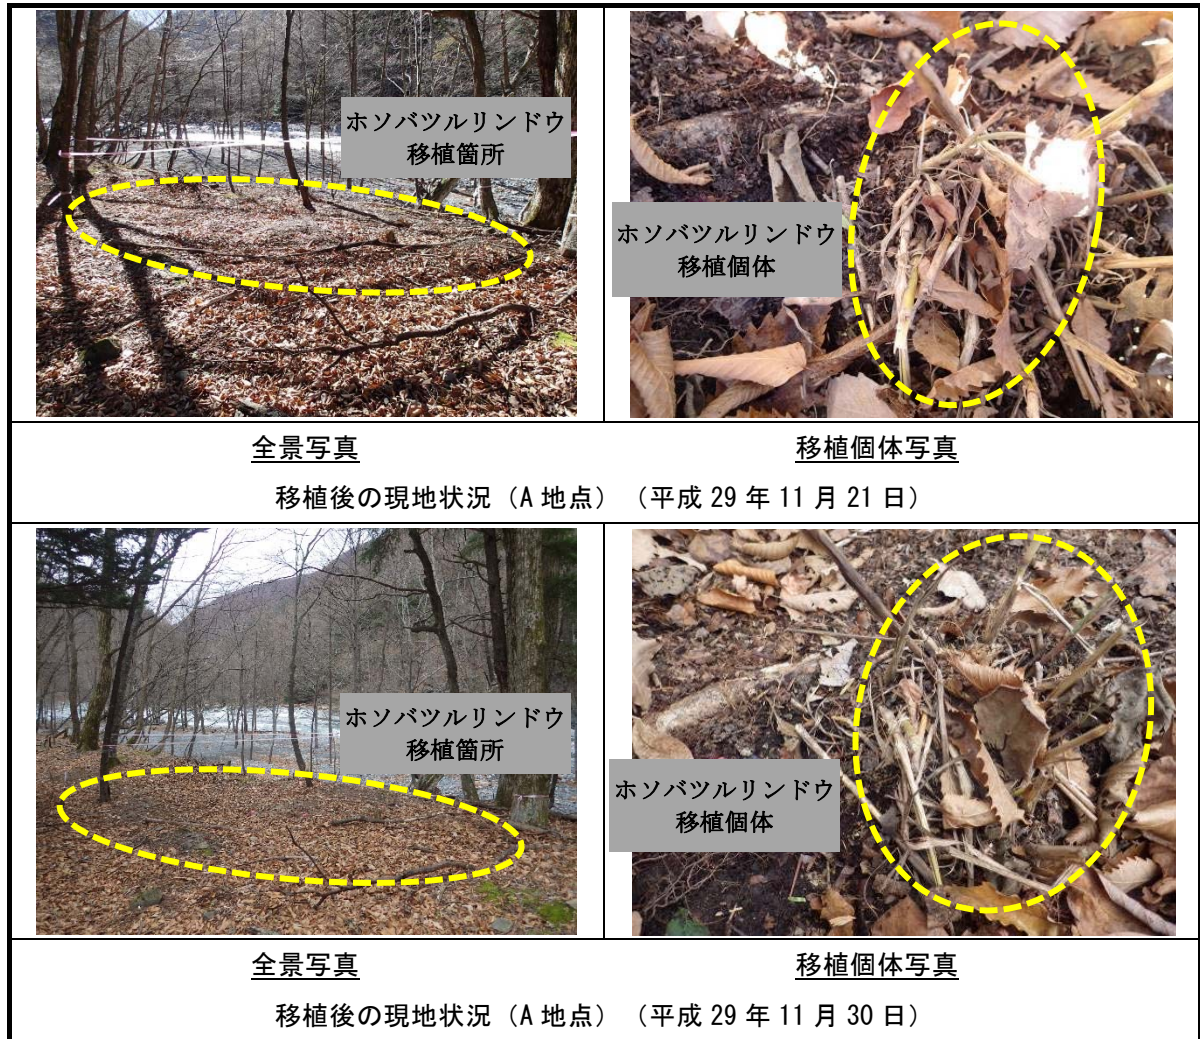 ホソバツルリンドウ
移植箇所
ホソバツルリンドウ
移植個体
全景写真
移植個体写真
移植後の現地状況（A 地点）（平成 29 年 11 月 21 日）
ホソバツルリンドウ
移植箇所
ホソバツルリンドウ
移植個体
全景写真
移植個体写真
移植後の現地状況（A 地点）（平成 29 年 11 月 30 日）